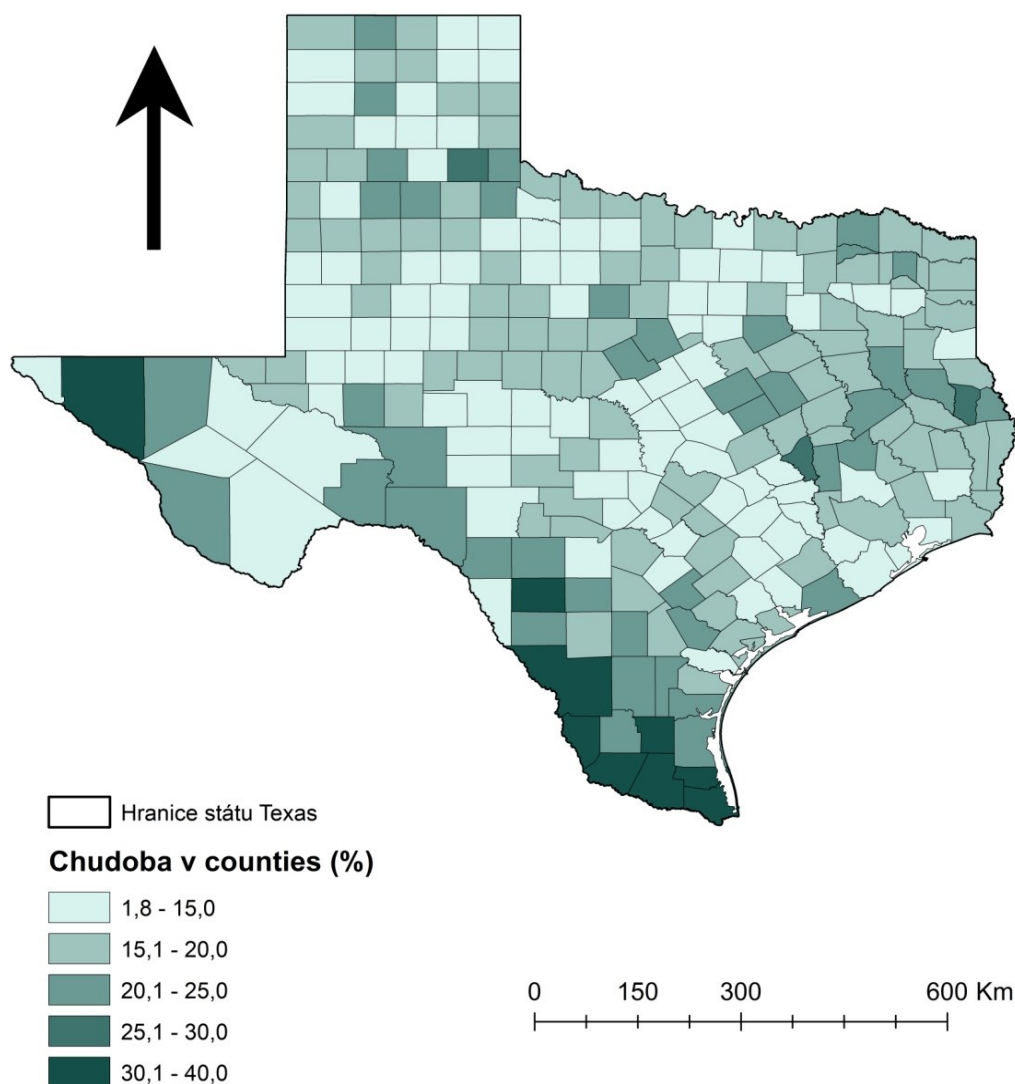 Hranice státu Texas
Chudoba v counties (%)
1,8 - 15,0
15,1 - 20,0
20,1 - 25,0
25,1 - 30,0
30,1 - 40,0
0 150 300 600 Km